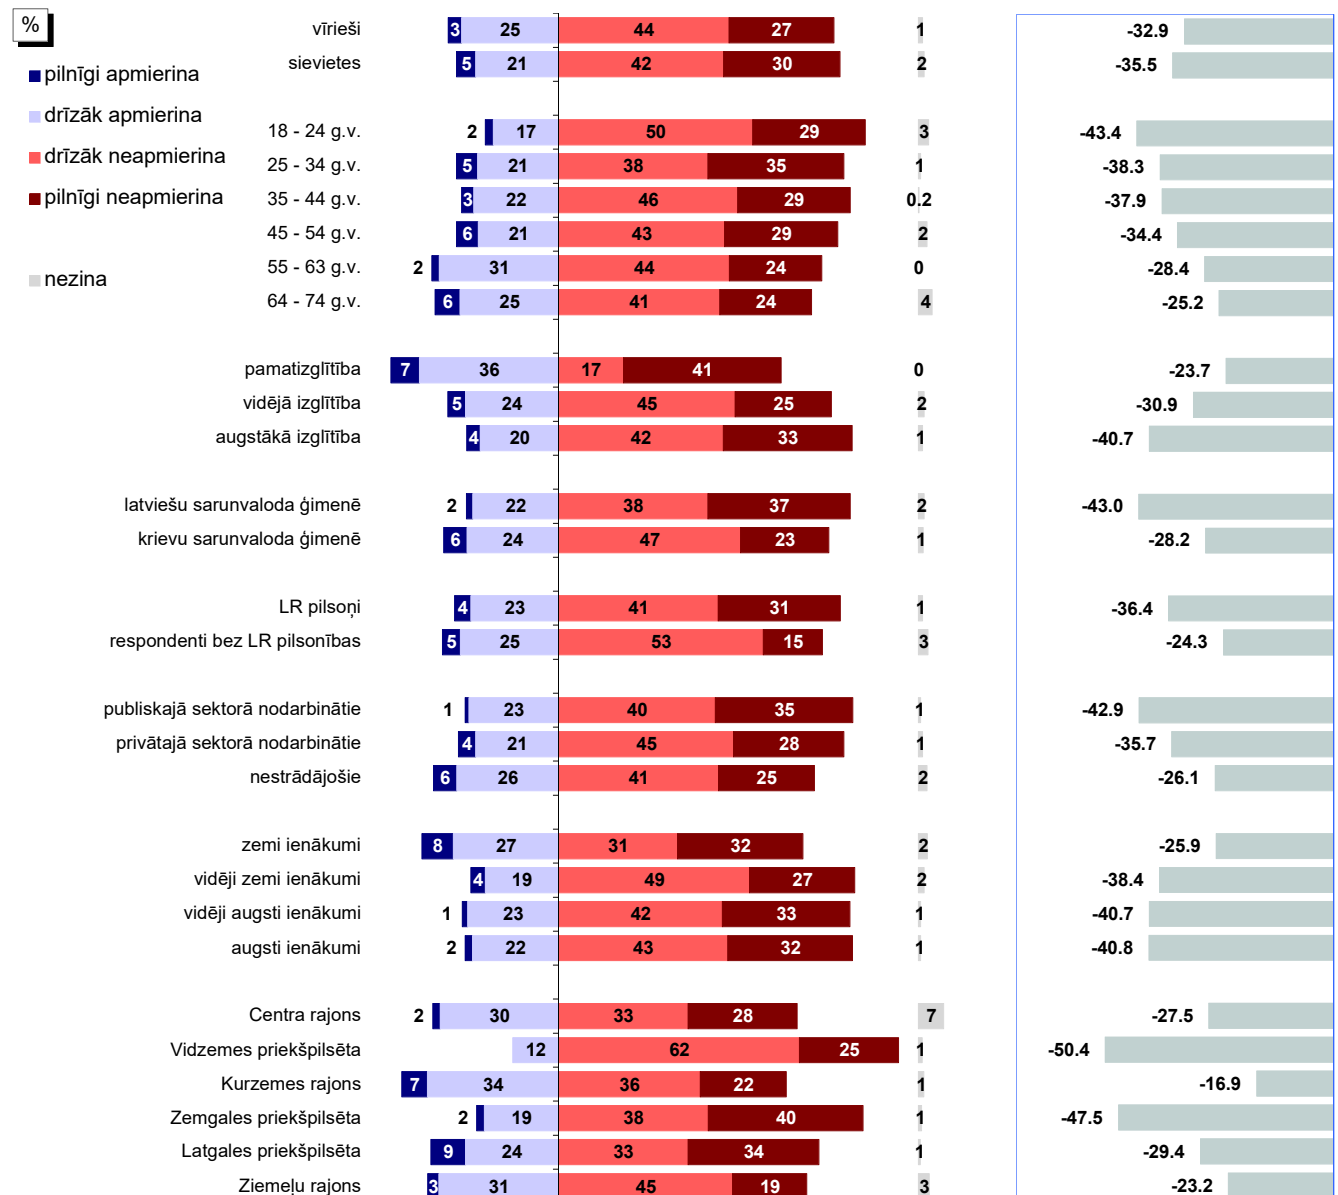 %
pilnīgi apmierina
drīzāk apmierina
drīzāk neapmierina
pilnīgi neapmierina
nezina
vīrieši 3 25 44 27 1 -32.9
sievietes 5 21 42 30 2 -35.5
18 - 24 g.v. 2 17 50 29 3 -43.4
25 - 34 g.v. 5 21 38 35 1 -38.3
35 - 44 g.v. 3 22 46 29 0.2 -37.9
45 - 54 g.v. 6 21 43 29 2 -34.4
55 - 63 g.v. 2 31 44 24 0 -28.4
64 - 74 g.v. 6 25 41 24 4 -25.2
pamatizglītība 7 36 17 41 0 -23.7
vidējā izglītība 5 24 45 25 2 -30.9
augstākā izglītība 4 20 42 33 1 -40.7
latviešu sarunvaloda ģimenē 2 22 38 37 2 -43.0
krievu sarunvaloda ģimenē 6 24 47 23 1 -28.2
LR pilsoņi 4 23 41 31 1 -36.4
respondenti bez LR pilsonības 5 25 53 15 3 -24.3
publiskajā sektorā nodarbinātie 1 23 40 35 1 -42.9
privātajā sektorā nodarbinātie 4 21 45 28 1 -35.7
nestrādājošie 6 26 41 25 2 -26.1
zemi ienākumi 8 27 31 32 2 -25.9
vidēji zemi ienākumi 4 19 49 27 2 -38.4
vidēji augsti ienākumi 1 23 42 33 1 -40.7
augsti ienākumi 2 22 43 32 1 -40.8
Centra rajons 2 30 33 28 7 -27.5
Vidzemes priekšpilsēta 12 62 25 1 -50.4
Kurzemes rajons 7 34 36 22 1 -16.9
Zemgales priekšpilsēta 2 19 38 40 1 -47.5
Latgales priekšpilsēta 9 24 33 34 1 -29.4
Ziemeļu rajons 3 31 45 19 3 -23.2